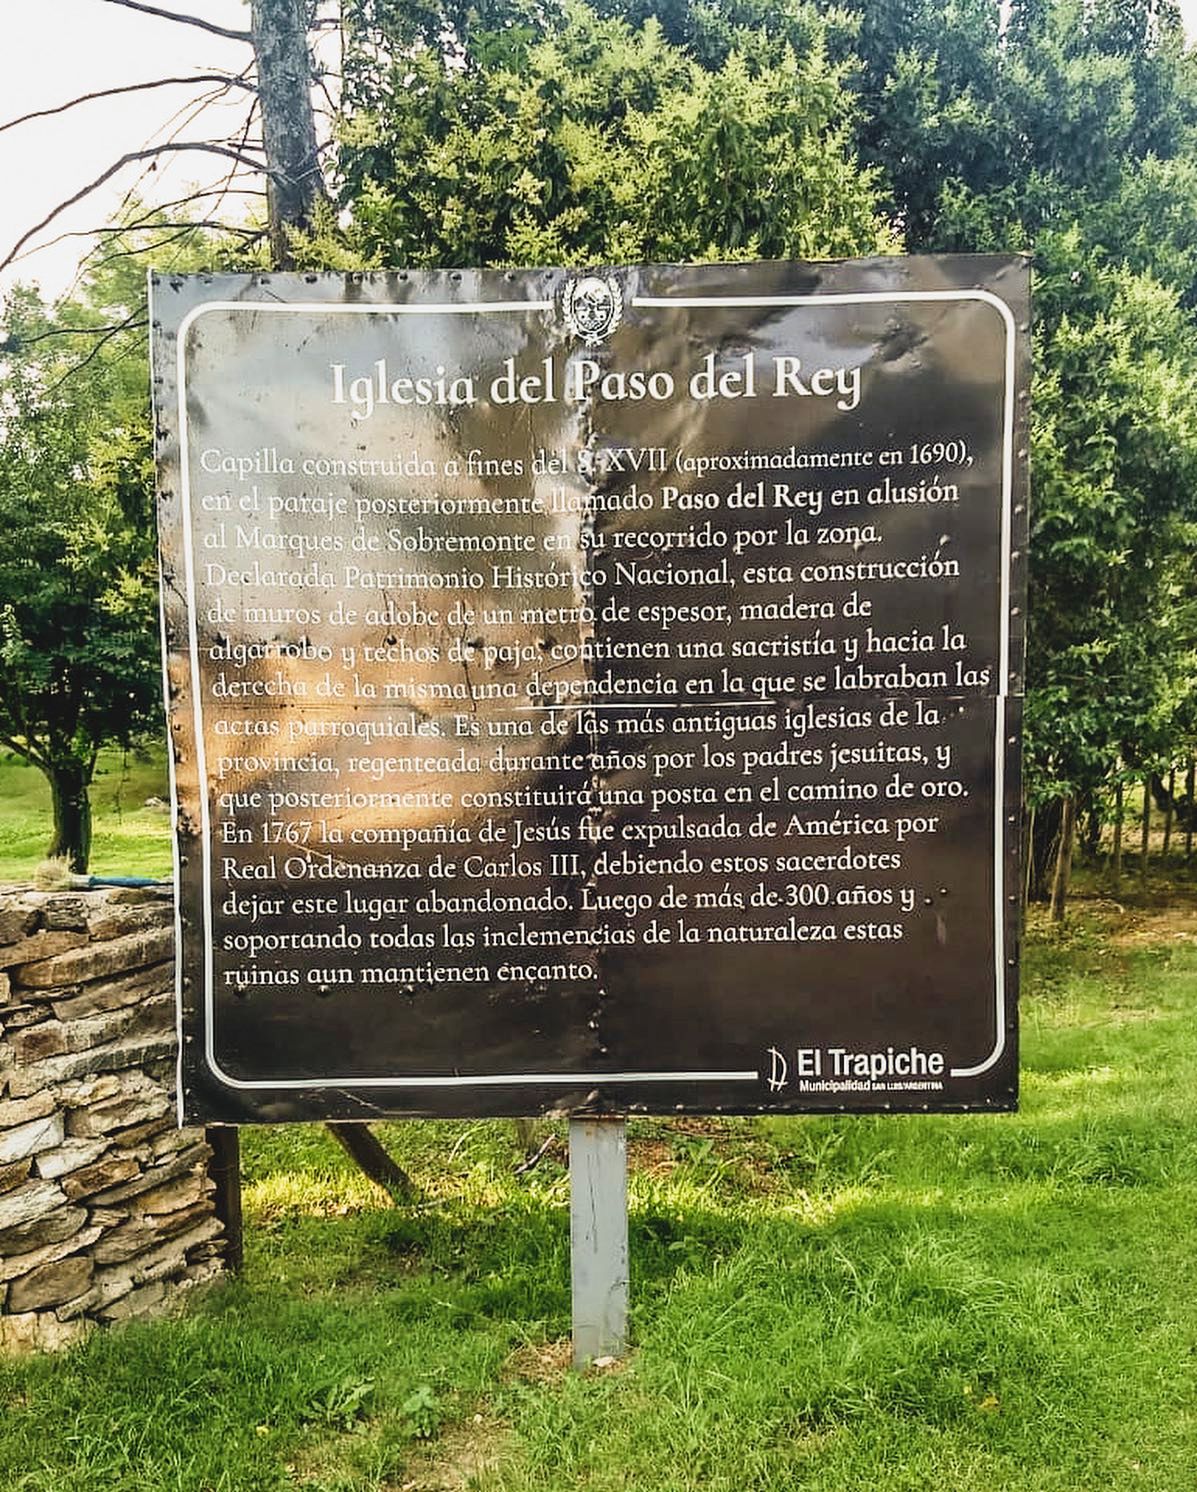 Iglesia del Paso del Rey
Capilla construida a fines del S. XVII (aproximadamente en 1690),
en el paraje posteriormente llamado Paso del Rey en alusión
al Marques de Sobremonte en su recorrido por la zona.
Declarada Patrimonio Histórico Nacional, esta construcción
de muros de adobe de un metro de espesor, madera de
algarrobo y techos de paja, contienen una sacristía y hacia la
derecha de la misma una dependencia en la que se labraban las
actas parroquiales. Es una de las más antiguas iglesias de la
provincia, regenteada durante años por los padres jesuitas, y
que posteriormente constituirá una posta en el camino de oro.
En 1767 la compañía de Jesús fue expulsada de América por
Real Ordenanza de Carlos III, debiendo estos sacerdotes
dejar este lugar abandonado. Luego de más de 300 años y
soportando todas las inclemencias de la naturaleza estas
ruinas aun mantienen encanto.
El Trapiche
Municipalidad SAN LUIS/ARGENTINA